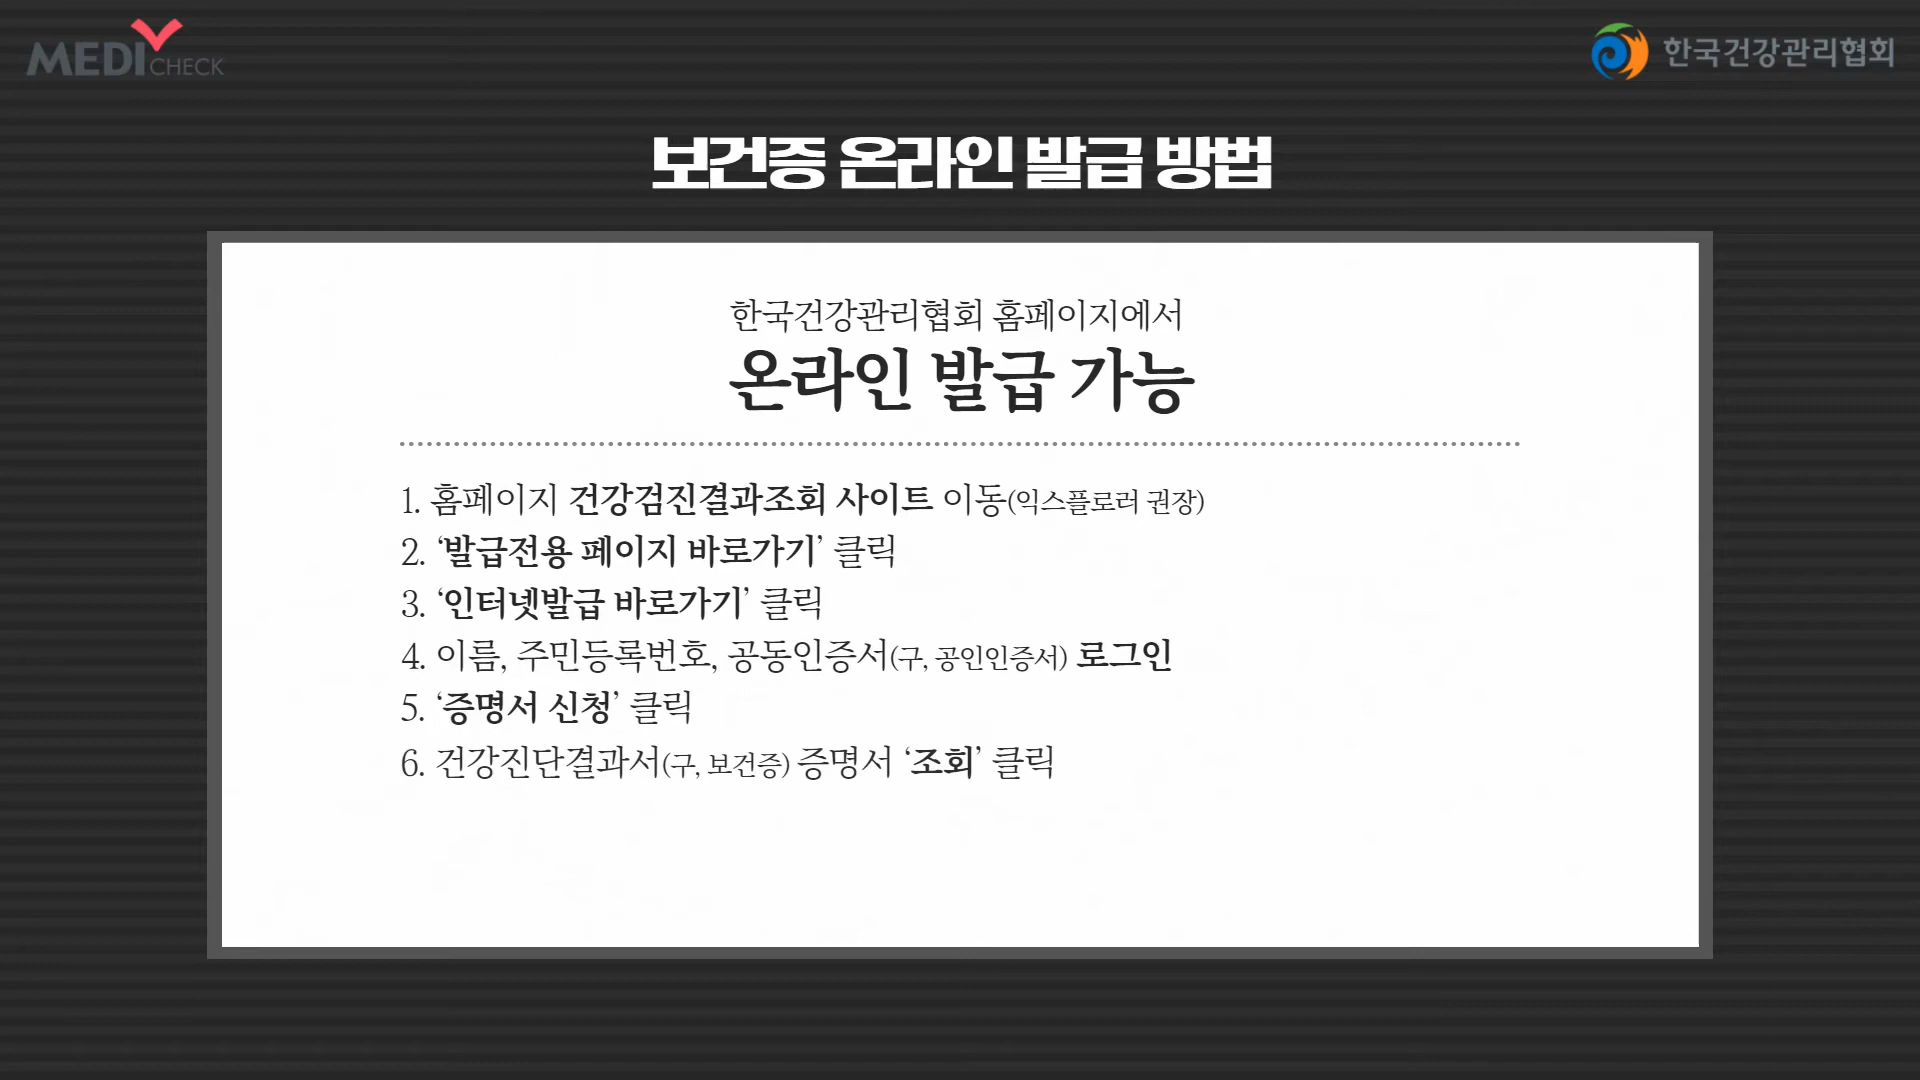 MEDI CHECK
한국건강관리협회
보건증 온라인 발급 방법
한국건강관리협회 홈페이지에서
온라인 발급 가능
1. 홈페이지 건강검진결과조회 사이트 이동(익스플로러 권장)
2. ‘발급전용 페이지 바로가기’ 클릭
3. ‘인터넷발급 바로가기’ 클릭
4. 이름, 주민등록번호, 공동인증서(구, 공인인증서) 로그인
5. ‘증명서 신청’ 클릭
6. 건강진단결과서(구, 보건증) 증명서 ‘조회’ 클릭